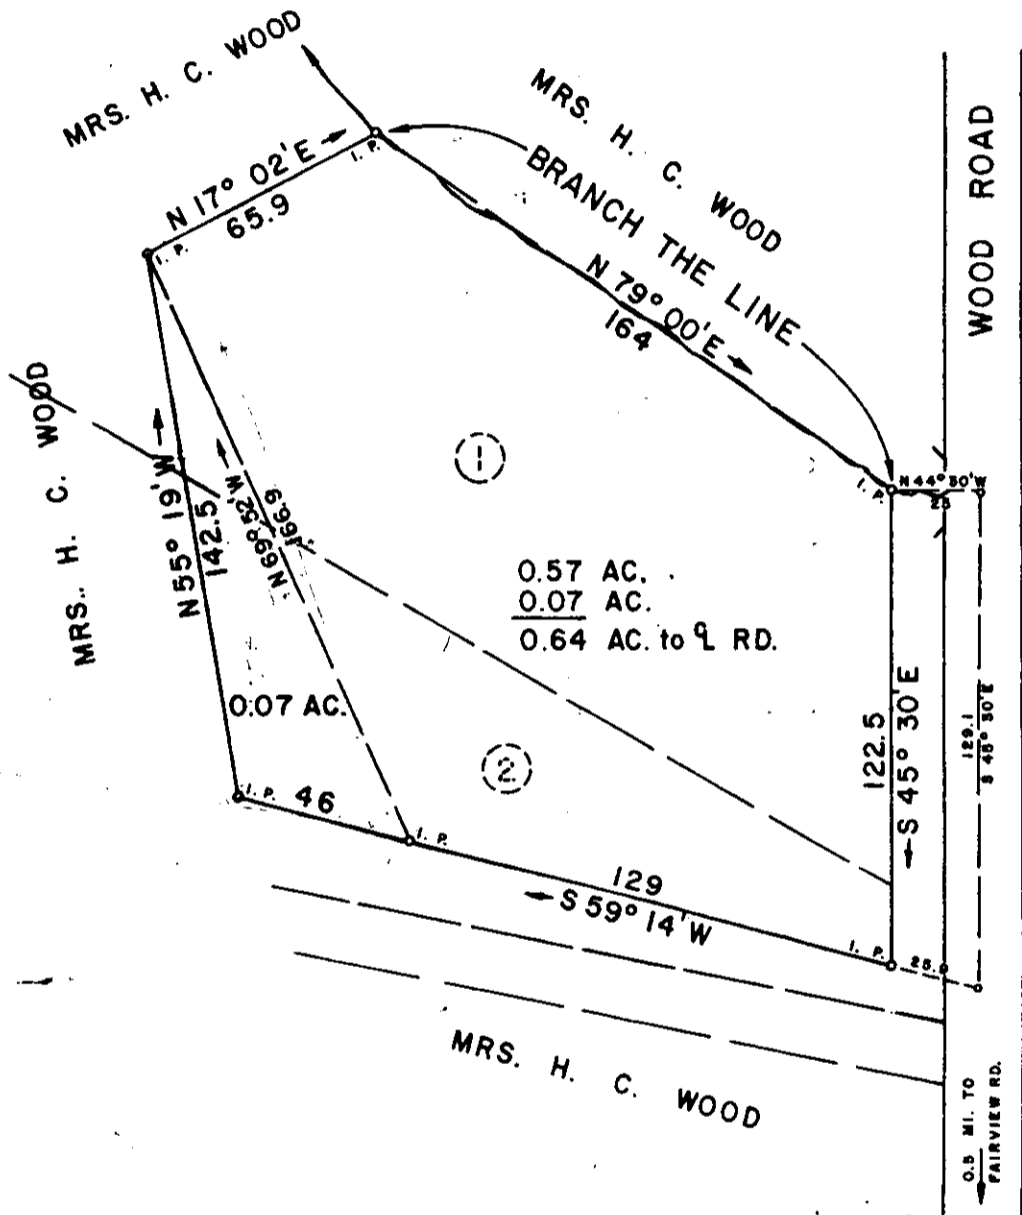 MRS. H. C. WOOD
MRS. H. C. WOOD
BRANCH THE LINE
WOOD ROAD
N 17° 02' E
65.9
I. P.
I. P.
N 79° 00' E
164
MRS. H. C. WOOD
N 55° 19' W
142.5
N 69° 52' W
166.9
1
I. P.
N 44° 30' W
25
0.57 AC.
0.07 AC.
0.64 AC. to ℄ RD.
122.5
S 45° 30' E
129.1
S 45° 30' E
0.07 AC.
2
I. P.
46
I. P.
129
S 59° 14' W
I. P.
MRS. H. C. WOOD
0.5 MI. TO
FAIRVIEW RD.